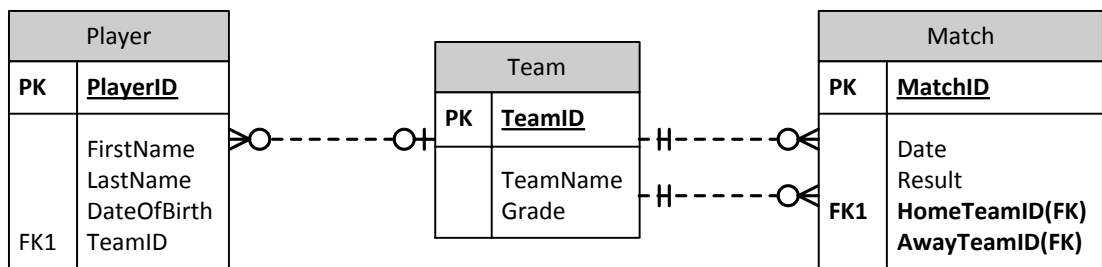 Player
PK PlayerID
FirstName
LastName
DateOfBirth
FK1 TeamID
Team
PK TeamID
TeamName
Grade
Match
PK MatchID
Date
Result
FK1 HomeTeamID(FK)
AwayTeamID(FK)